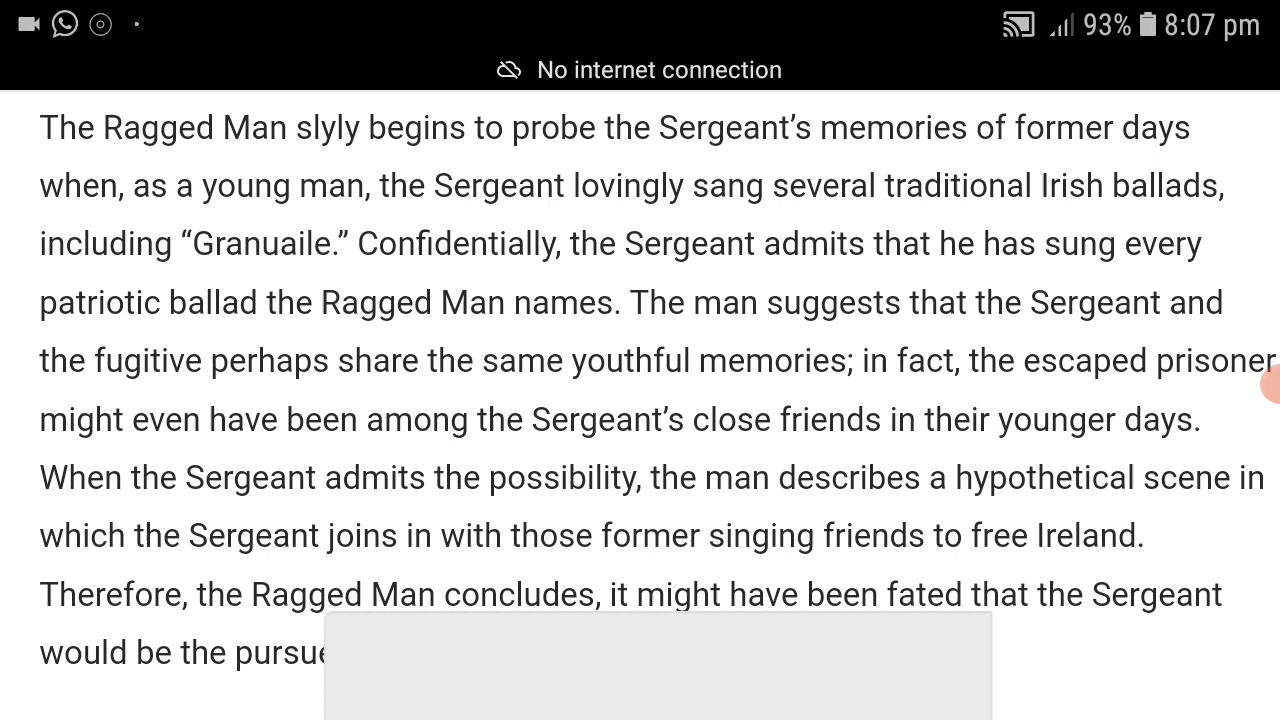 93% 8:07 pm
No internet connection
The Ragged Man slyly begins to probe the Sergeant’s memories of former days
when, as a young man, the Sergeant lovingly sang several traditional Irish ballads,
including “Granuaile.” Confidentially, the Sergeant admits that he has sung every
patriotic ballad the Ragged Man names. The man suggests that the Sergeant and
the fugitive perhaps share the same youthful memories; in fact, the escaped prisoner
might even have been among the Sergeant’s close friends in their younger days.
When the Sergeant admits the possibility, the man describes a hypothetical scene in
which the Sergeant joins in with those former singing friends to free Ireland.
Therefore, the Ragged Man concludes, it might have been fated that the Sergeant
would be the